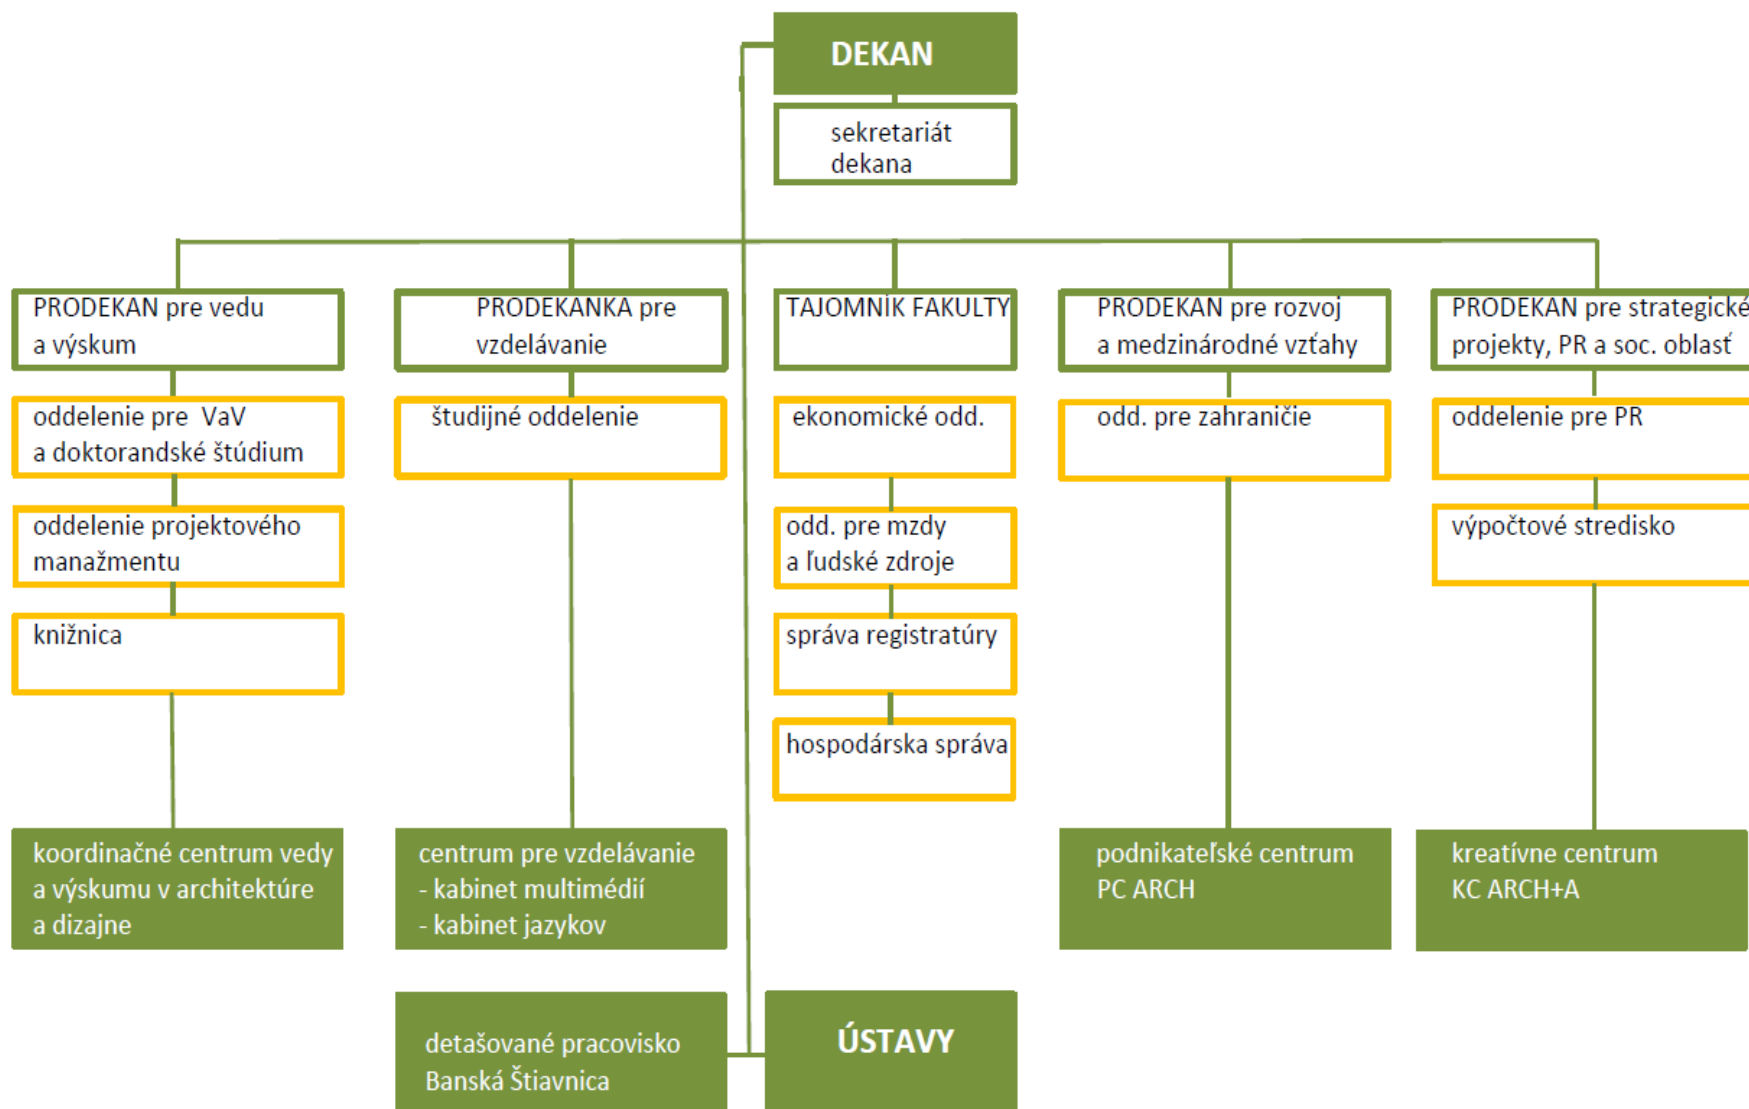 DEKAN
sekretariát
dekana
PRODEKAN pre vedu
a výskum
PRODEKANKA pre
vzdelávanie
TAJOMNÍK FAKULTY
PRODEKAN pre rozvoj
a medzinárodné vzťahy
PRODEKAN pre strategické
projekty, PR a soc. oblasť
oddelenie pre VaV
a doktorandské štúdium
študijné oddelenie
ekonomické odd.
odd. pre zahraničie
oddelenie pre PR
oddelenie projektového
manažmentu
odd. pre mzdy
a ľudské zdroje
výpočtové stredisko
knižnica
správa registratúry
hospodárska správa
koordinačné centrum vedy
a výskumu v architektúre
a dizajne
centrum pre vzdelávanie
- kabinet multimédií
- kabinet jazykov
podnikateľské centrum
PC ARCH
kreatívne centrum
KC ARCH+A
detašované pracovisko
Banská Štiavnica
ÚSTAVY